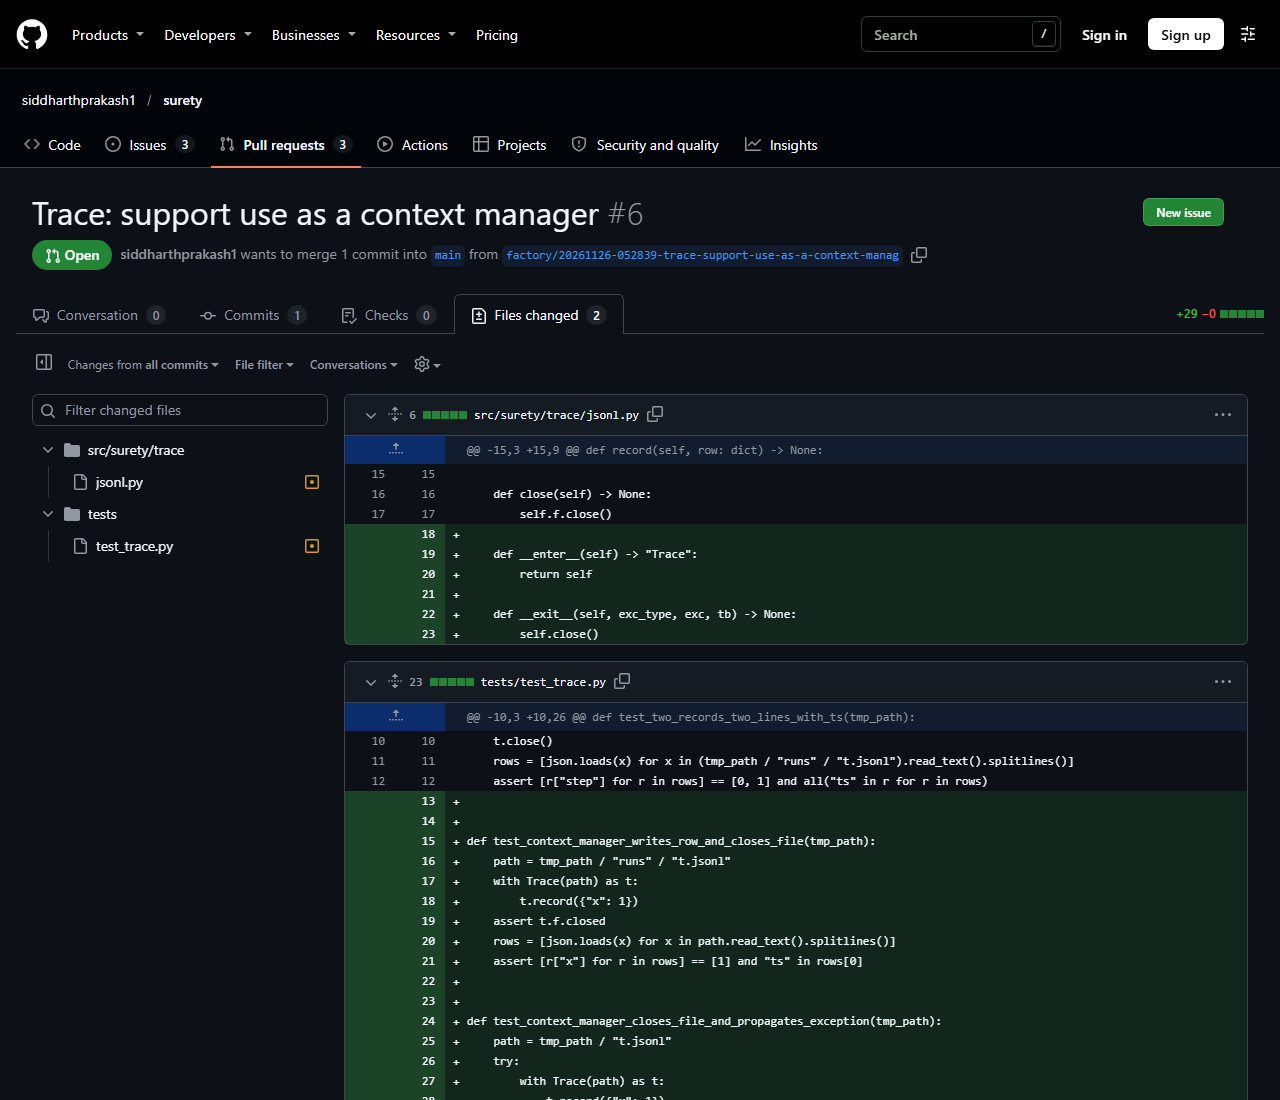 Products
Developers
Businesses
Resources
Pricing
Search
/
Sign in
Sign up
siddharthprakash1 / surety
Code
Issues 3
Pull requests 3
Actions
Projects
Security and quality
Insights
Trace: support use as a context manager #6
New issue
Open
siddharthprakash1 wants to merge 1 commit into main from factory/20261126-052839-trace-support-use-as-a-context-manag
Conversation 0
Commits 1
Checks 0
Files changed 2
+29 −0
Changes from all commits
File filter
Conversations
Filter changed files
src/surety/trace
jsonl.py
tests
test_trace.py
6 src/surety/trace/jsonl.py
@@ -15,3 +15,9 @@ def record(self, row: dict) -> None:
15 15
16 16 def close(self) -> None:
17 17 self.f.close()
18 +
19 + def __enter__(self) -> "Trace":
20 + return self
21 +
22 + def __exit__(self, exc_type, exc, tb) -> None:
23 + self.close()
23 tests/test_trace.py
@@ -10,3 +10,26 @@ def test_two_records_two_lines_with_ts(tmp_path):
10 10 t.close()
11 11 rows = [json.loads(x) for x in (tmp_path / "runs" / "t.jsonl").read_text().splitlines()]
12 12 assert [r["step"] for r in rows] == [0, 1] and all("ts" in r for r in rows)
13 +
14 +
15 + def test_context_manager_writes_row_and_closes_file(tmp_path):
16 + path = tmp_path / "runs" / "t.jsonl"
17 + with Trace(path) as t:
18 + t.record({"x": 1})
19 + assert t.f.closed
20 + rows = [json.loads(x) for x in path.read_text().splitlines()]
21 + assert [r["x"] for r in rows] == [1] and "ts" in rows[0]
22 +
23 +
24 + def test_context_manager_closes_file_and_propagates_exception(tmp_path):
25 + path = tmp_path / "t.jsonl"
26 + try:
27 + with Trace(path) as t:
28 + t.record({"x": 1})